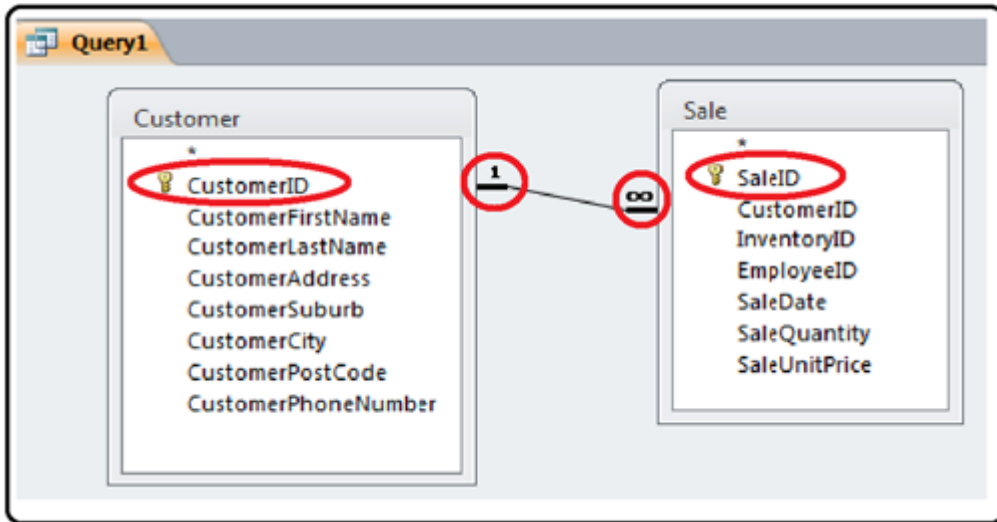 Query1
Customer
*
CustomerID
CustomerFirstName
CustomerLastName
CustomerAddress
CustomerSuburb
CustomerCity
CustomerPostCode
CustomerPhoneNumber
1
∞
Sale
*
SaleID
CustomerID
InventoryID
EmployeeID
SaleDate
SaleQuantity
SaleUnitPrice